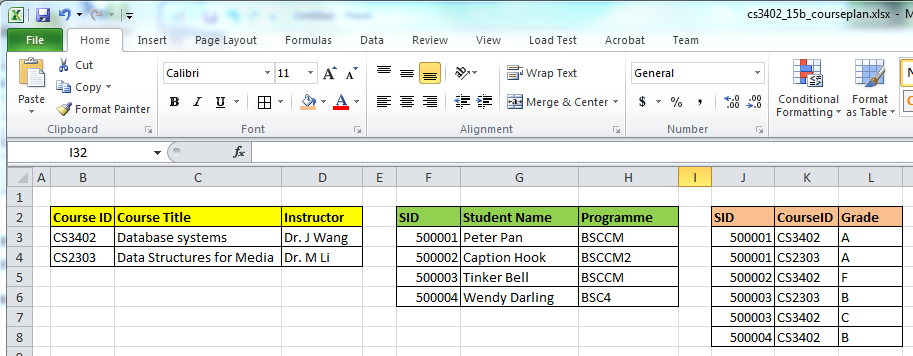 cs3402_15b_courseplan.xlsx - M
File Home Insert Page Layout Formulas Data Review View Load Test Acrobat Team
Paste
Cut
Copy
Format Painter
Clipboard
Calibri 11 A A
B I U A
Font
Wrap Text
Merge & Center
Alignment
General
$ % , .00 .0 .00
Number
Conditional Formatting
Format as Table
I32 fx
A B C D E F G H I J K L
1
2 Course ID Course Title Instructor SID Student Name Programme SID CourseID Grade
3 CS3402 Database systems Dr. J Wang 500001 Peter Pan BSCCM 500001 CS3402 A
4 CS2303 Data Structures for Media Dr. M Li 500002 Caption Hook BSCCM2 500001 CS2303 A
5 500003 Tinker Bell BSCCM 500002 CS3402 F
6 500004 Wendy Darling BSC4 500003 CS2303 B
7 500003 CS3402 C
8 500004 CS3402 B